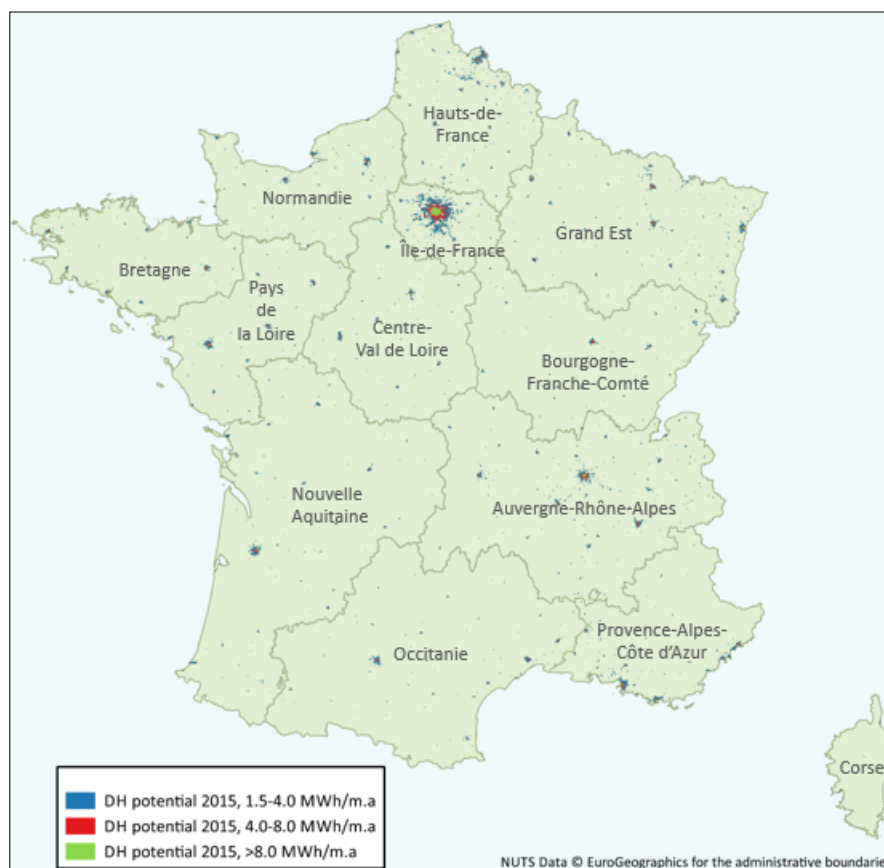 Hauts-de-
France
Normandie
Île-de-France
Grand Est
Bretagne
Pays
de
la Loire
Centre-
Val de Loire
Bourgogne-
Franche-Comté
Nouvelle
Aquitaine
Auvergne-Rhône-Alpes
Occitanie
Provence-Alpes-
Côte d'Azur
Corse
DH potential 2015, 1.5-4.0 MWh/m.a
DH potential 2015, 4.0-8.0 MWh/m.a
DH potential 2015, >8.0 MWh/m.a
NUTS Data © EuroGeographics for the administrative boundarie